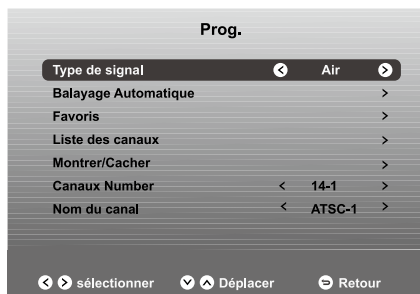 Prog.
Type de signal < Air >
Balayage Automatique >
Favoris >
Liste des canaux >
Montrer/Cacher >
Canaux Number < 14-1 >
Nom du canal < ATSC-1 >
sélectionner Déplacer Retour